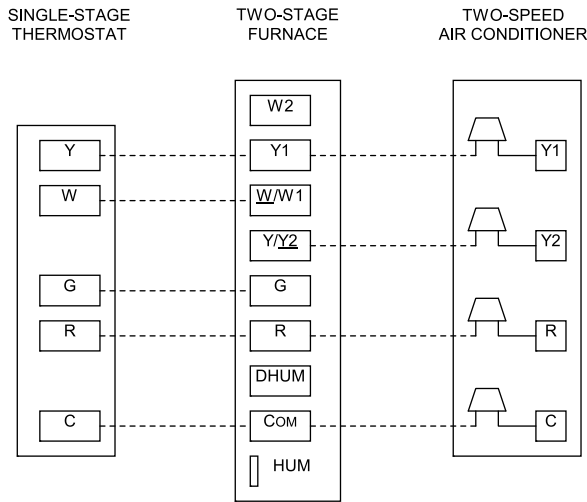 SINGLE-STAGE
THERMOSTAT
TWO-STAGE
FURNACE
TWO-SPEED
AIR CONDITIONER
W2
Y
Y1
Y1
W
W/W1
Y/Y2
Y2
G
G
R
R
R
DHUM
C
COM
C
HUM